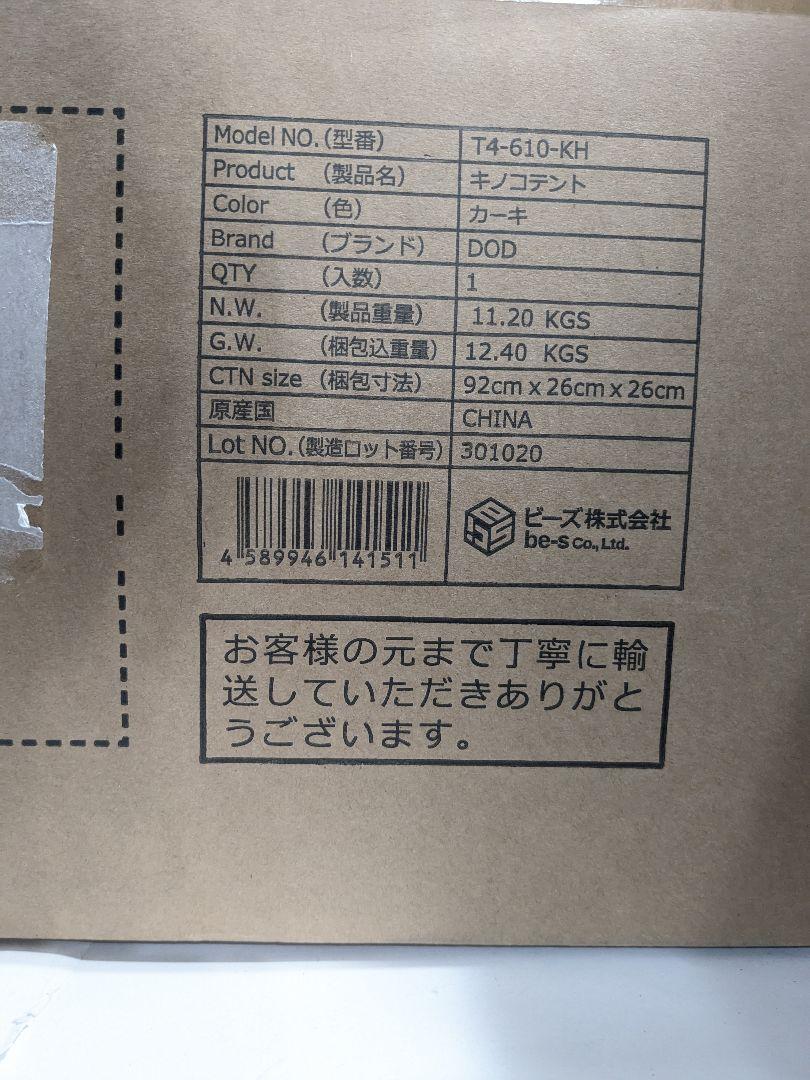 Model NO.(型番) T4-610-KH
Product (製品名) キノコテント
Color (色) カーキ
Brand (ブランド) DOD
QTY (入数) 1
N.W. (製品重量) 11.20 KGS
G.W. (梱包込重量) 12.40 KGS
CTN size (梱包寸法) 92cm x 26cm x 26cm
原産国 CHINA
Lot NO.(製造ロット番号) 301020
4 589946 141511
ビーズ株式会社
be-s Co., Ltd.
お客様の元まで丁寧に輸
送していただきありがと
うございます。